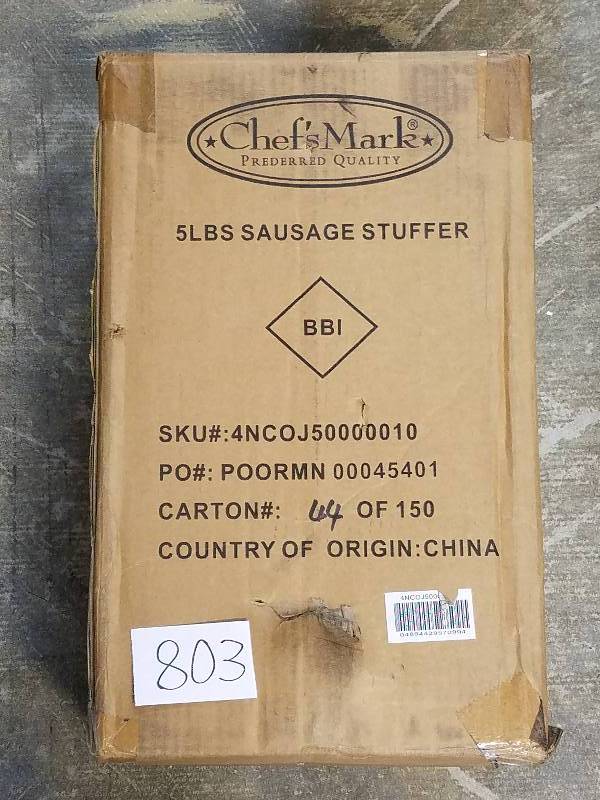 Chef'sMark®
PREDERRED QUALITY
5LBS SAUSAGE STUFFER
BBI
SKU#:4NCOJ50000010
PO#: POORMN 00045401
CARTON#: 44 OF 150
COUNTRY OF ORIGIN:CHINA
803